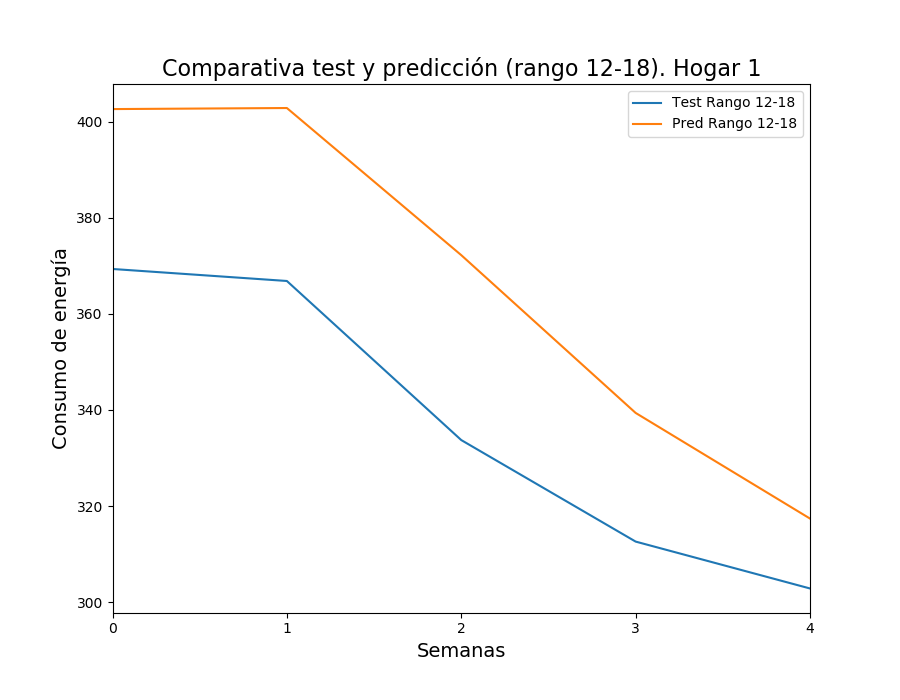 Comparativa test y predicción (rango 12-18). Hogar 1
Test Rango 12-18
Pred Rango 12-18
Consumo de energía
400
380
360
340
320
300
0 1 2 3 4
Semanas